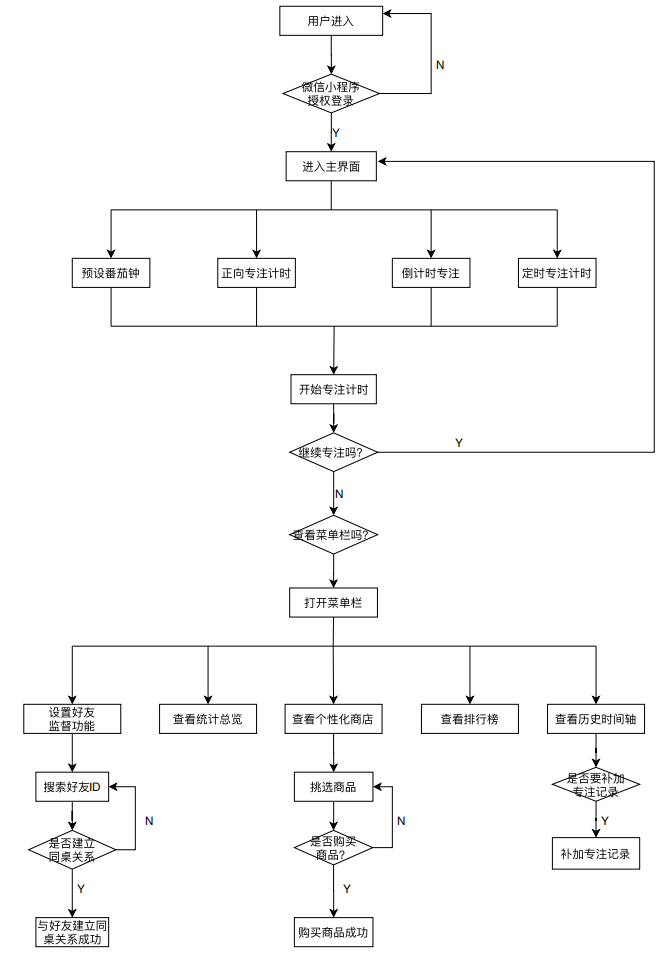 用户进入
N
微信小程序
授权登录
Y
进入主界面
预设番茄钟
正向专注计时
倒计时专注
定时专注计时
开始专注计时
继续专注吗?
Y
N
查看菜单栏吗?
打开菜单栏
设置好友
监督功能
查看统计总览
查看个性化商店
查看排行榜
查看历史时间轴
搜索好友ID
挑选商品
是否要补加
专注记录
N
N
Y
是否建立
同桌关系
是否购买
商品?
补加专注记录
Y
Y
与好友建立同
桌关系成功
购买商品成功